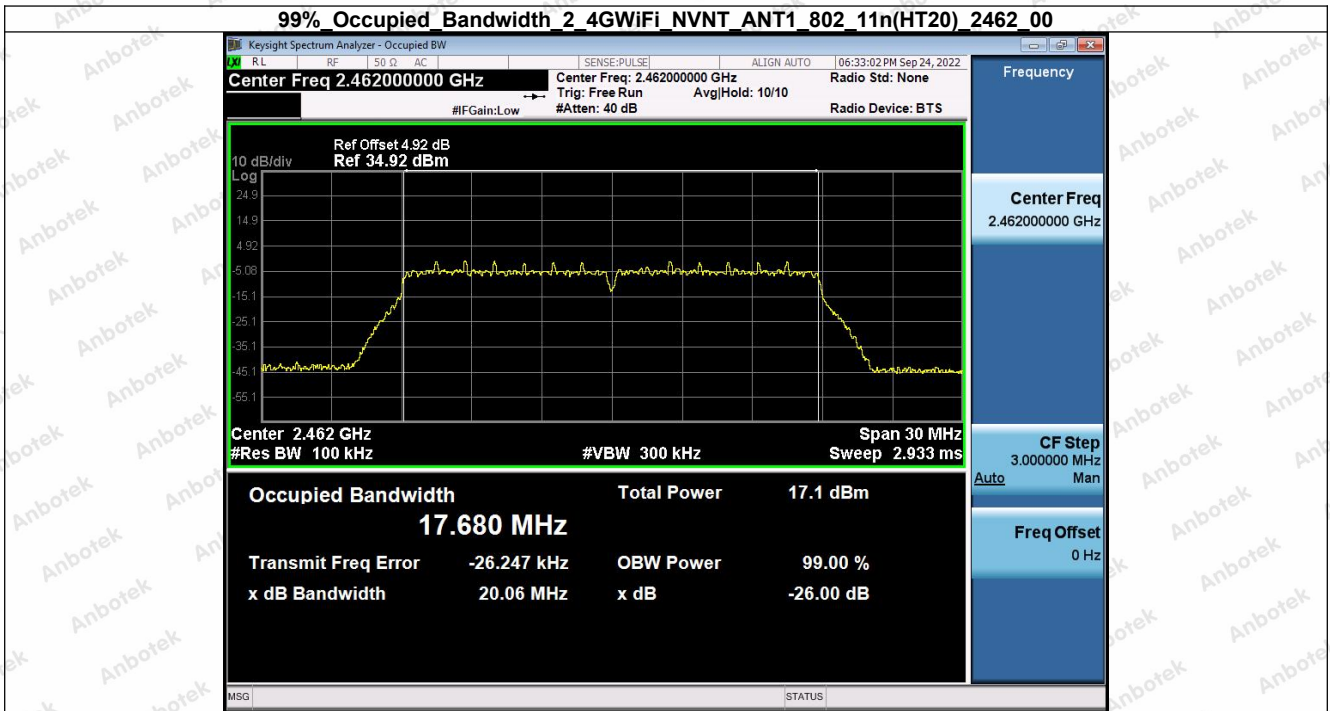 99%_Occupied_Bandwidth_2_4GWiFi_NVNT_ANT1_802_11n(HT20)_2462_00
Keysight Spectrum Analyzer - Occupied BW
LXI RL RF 50 Ω AC SENSE:PULSE ALIGN AUTO 06:33:02 PM Sep 24, 2022
Center Freq 2.462000000 GHz
Center Freq: 2.462000000 GHz
Radio Std: None
Trig: Free Run Avg|Hold: 10/10
#IFGain:Low #Atten: 40 dB Radio Device: BTS
Frequency
Ref Offset 4.92 dB
10 dB/div Ref 34.92 dBm
Log
24.9
14.9
4.92
-5.08
-15.1
-25.1
-35.1
-45.1
-55.1
Center 2.462 GHz Span 30 MHz
#Res BW 100 kHz #VBW 300 kHz Sweep 2.933 ms
Center Freq
2.462000000 GHz
CF Step
3.000000 MHz
Auto Man
Freq Offset
0 Hz
Occupied Bandwidth Total Power 17.1 dBm
17.680 MHz
Transmit Freq Error -26.247 kHz OBW Power 99.00 %
x dB Bandwidth 20.06 MHz x dB -26.00 dB
MSG STATUS
Anbotek